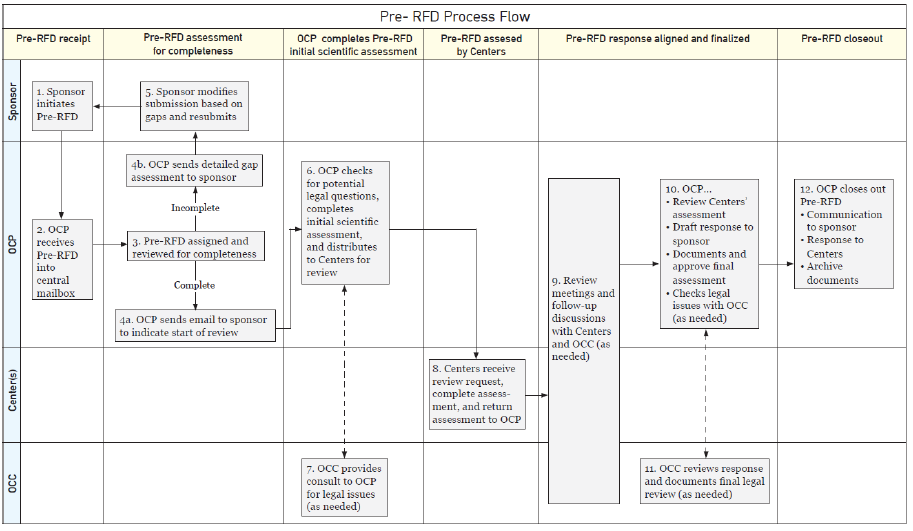 Pre- RFD Process Flow
Pre-RFD receipt
Pre-RFD assessment
for completeness
OCP completes Pre-RFD
initial scientific assessment
Pre-RFD assesed
by Centers
Pre-RFD response aligned and finalized
Pre-RFD closeout
Sponsor
1. Sponsor
initiates
Pre-RFD
5. Sponsor modifies
submission based on
gaps and resubmits
OCP
4b. OCP sends detailed gap
assessment to sponsor
Incomplete
2. OCP
receives
Pre-RFD
into
central
mailbox
3. Pre-RFD assigned and
reviewed for completeness
Complete
4a. OCP sends email to sponsor
to indicate start of review
6. OCP checks
for potential
legal questions,
completes
initial scientific
assessment,
and distributes
to Centers for
review
9. Review
meetings and
follow-up
discussions
with Centers
and OCC (as
needed)
10. OCP...
• Review Centers'
assessment
• Draft response to
sponsor
• Documents and
approve final
assessment
• Checks legal
issues with OCC
(as needed)
12. OCP closes out
Pre-RFD
• Communication
to sponsor
• Response to
Centers
• Archive
documents
Center(s)
8. Centers receive
review request,
complete assess-
ment, and return
assessment to OCP
OCC
7. OCC provides
consult to OCP
for legal issues
(as needed)
11. OCC reviews response
and documents final legal
review (as needed)